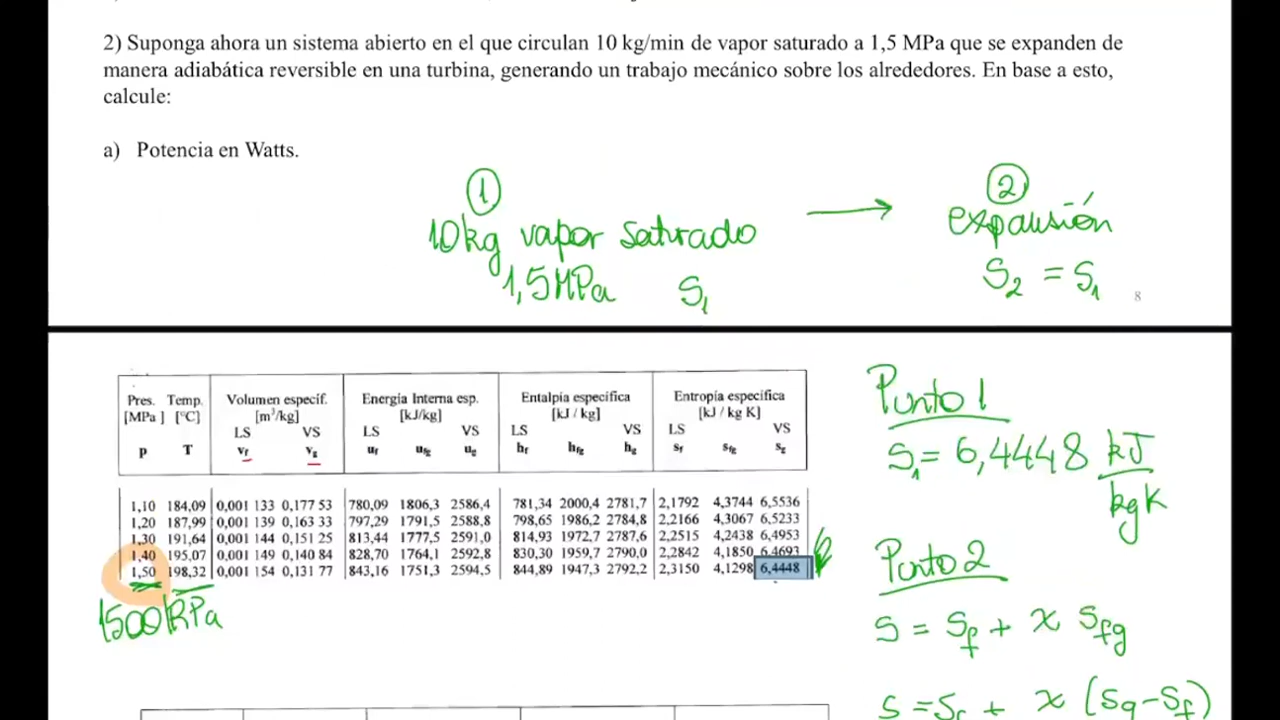 2) Suponga ahora un sistema abierto en el que circulan 10 kg/min de vapor saturado a 1,5 MPa que se expanden de
manera adiabática reversible en una turbina, generando un trabajo mecánico sobre los alrededores. En base a esto,
calcule:
a) Potencia en Watts.
① ②
10kg vapor saturado → expansión
1,5MPa S₁ S₂ = S₁
8
Pres. Temp. Volumen especif. Energía Interna esp. Entalpía específica Entropía específica
[MPa ] [°C] [m³/kg] [kJ/kg] [kJ / kg] [kJ / kg K]
LS VS LS VS LS VS LS VS
p T vf vg uf ufg ug hf hfg hg sf sfg sg
1,10 184,09 0,001 133 0,177 53 780,09 1806,3 2586,4 781,34 2000,4 2781,7 2,1792 4,3744 6,5536
1,20 187,99 0,001 139 0,163 33 797,29 1791,5 2588,8 798,65 1986,2 2784,8 2,2166 4,3067 6,5233
1,30 191,64 0,001 144 0,151 25 813,44 1777,5 2591,0 814,93 1972,7 2787,6 2,2515 4,2438 6,4953
1,40 195,07 0,001 149 0,140 84 828,70 1764,1 2592,8 830,30 1959,7 2790,0 2,2842 4,1850 6,4693
1,50 198,32 0,001 154 0,131 77 843,16 1751,3 2594,5 844,89 1947,3 2792,2 2,3150 4,1298 6,4448
1500 kPa
Punto 1
S₁ = 6,4448 kJ/kg K
Punto 2
S = Sf + x Sfg
S = Sf + x (Sg - Sf)